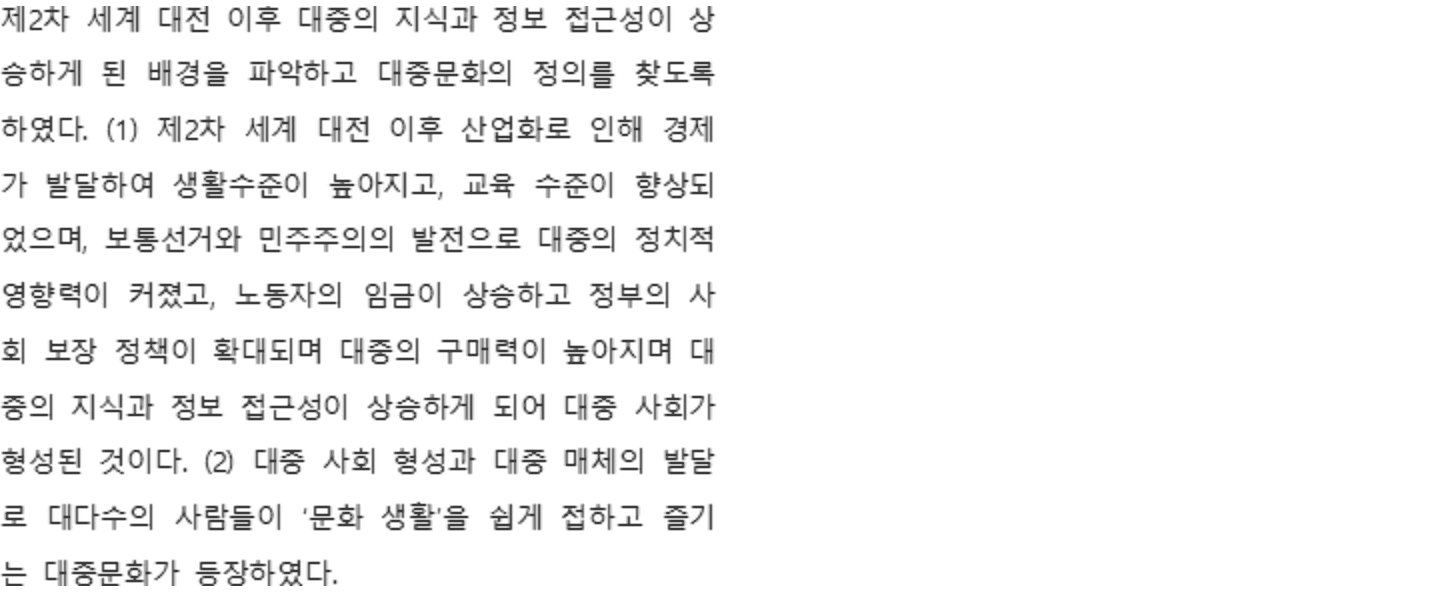 제2차 세계 대전 이후 대중의 지식과 정보 접근성이 상
승하게 된 배경을 파악하고 대중문화의 정의를 찾도록
하였다. (1) 제2차 세계 대전 이후 산업화로 인해 경제
가 발달하여 생활수준이 높아지고, 교육 수준이 향상되
었으며, 보통선거와 민주주의의 발전으로 대중의 정치적
영향력이 커졌고, 노동자의 임금이 상승하고 정부의 사
회 보장 정책이 확대되며 대중의 구매력이 높아지며 대
중의 지식과 정보 접근성이 상승하게 되어 대중 사회가
형성된 것이다. (2) 대중 사회 형성과 대중 매체의 발달
로 대다수의 사람들이 '문화 생활'을 쉽게 접하고 즐기
는 대중문화가 등장하였다.